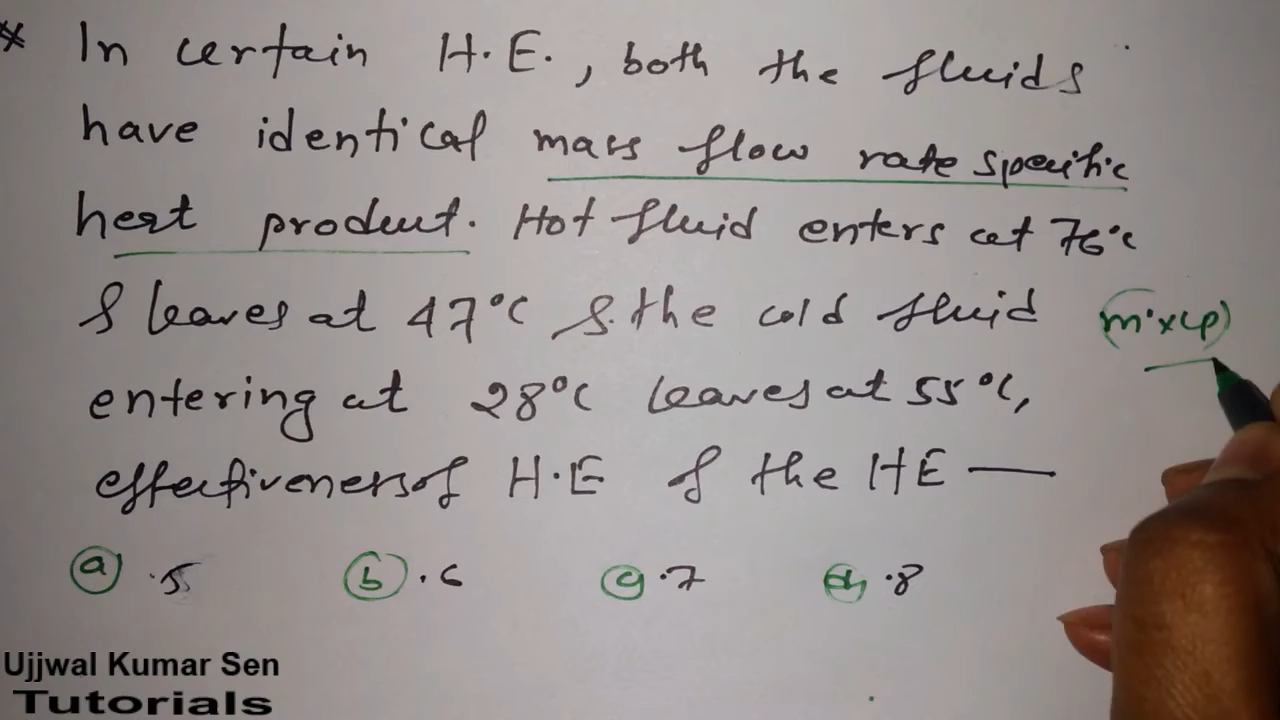 * In certain H.E., both the fluids
have identical mass flow rate specific
heat product. Hot fluid enters at 76°C
& leaves at 47°C & the cold fluid
(m·×cp)
entering at 28°C leaves at 55°C,
effectiveness of H.E of the HE —
(a) .5 (b) .6 (c) .7 (d) .8
Ujjwal Kumar Sen
Tutorials